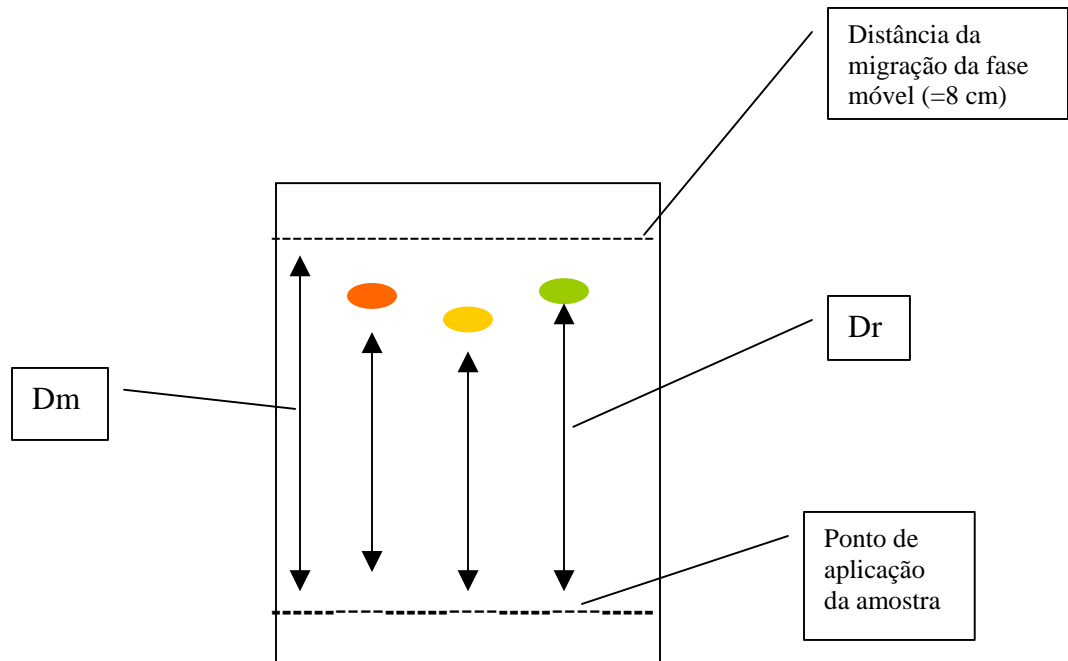 Distância da
migração da fase
móvel (=8 cm)
Dr
Dm
Ponto de
aplicação
da amostra